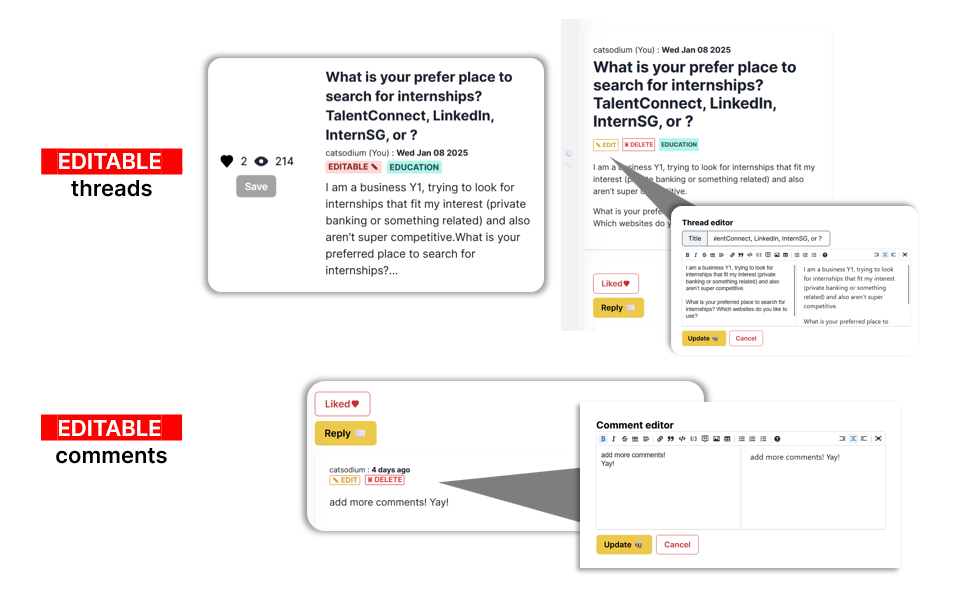 EDITABLE
threads
What is your prefer place to
search for internships?
TalentConnect, LinkedIn,
InternSG, or ?
catsodium (You) : Wed Jan 08 2025
EDITABLE EDUCATION
2 214
Save
I am a business Y1, trying to look for
internships that fit my interest (private
banking or something related) and also
aren't super competitive.What is your
preferred place to search for
internships?...
catsodium (You) : Wed Jan 08 2025
What is your prefer place to
search for internships?
TalentConnect, LinkedIn,
InternSG, or ?
EDIT DELETE EDUCATION
I am a business Y1, trying to look for internships that fit my
interest (private banking or something related) and also
aren't super competitive.
What is your prefe
Which websites do y
Liked
Reply
Thread editor
Title lentConnect, LinkedIn, InternSG, or ?
I am a business Y1, trying to look for
internships that fit my interest (private
banking or something related) and also
aren't super competitive.
What is your preferred place to search for
internships? Which websites do you like to
use?
I am a business Y1, trying to look
for internships that fit my interest
(private banking or something
related) and also aren't super
competitive.
What is your preferred place to
Update Cancel
EDITABLE
comments
Liked
Reply
catsodium : 4 days ago
EDIT DELETE
add more comments! Yay!
Comment editor
add more comments!
Yay!
add more comments! Yay!
Update Cancel